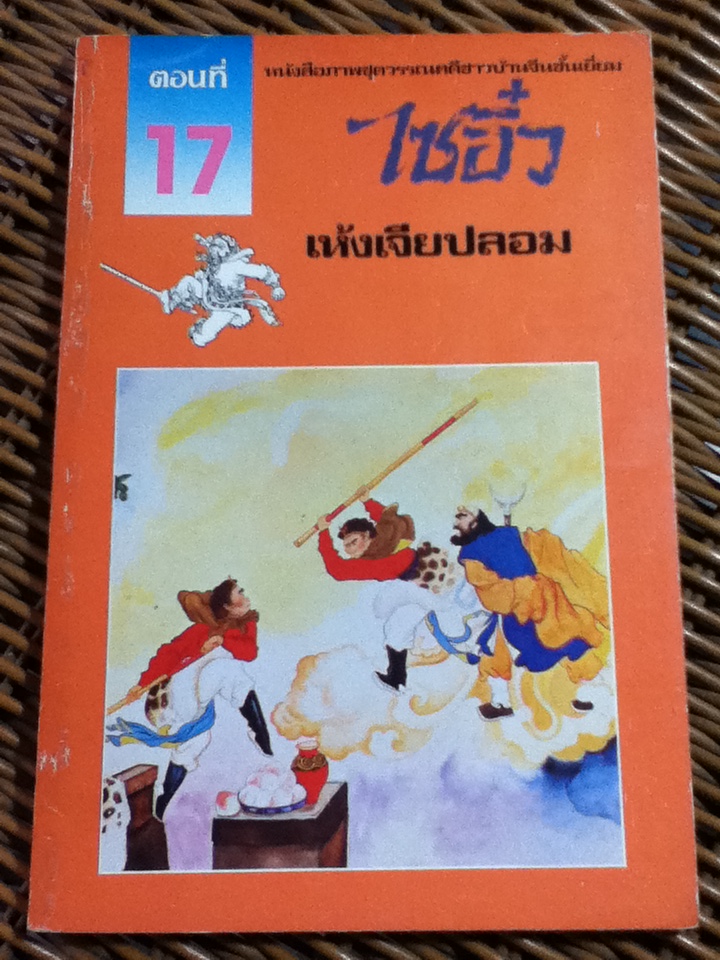 ตอนที่
17
หนังสือภาพชุดวรรณคดีชาวบ้านจีนชั้นเยี่ยม
ไซอิ๋ว
เห้งเจียปลอม